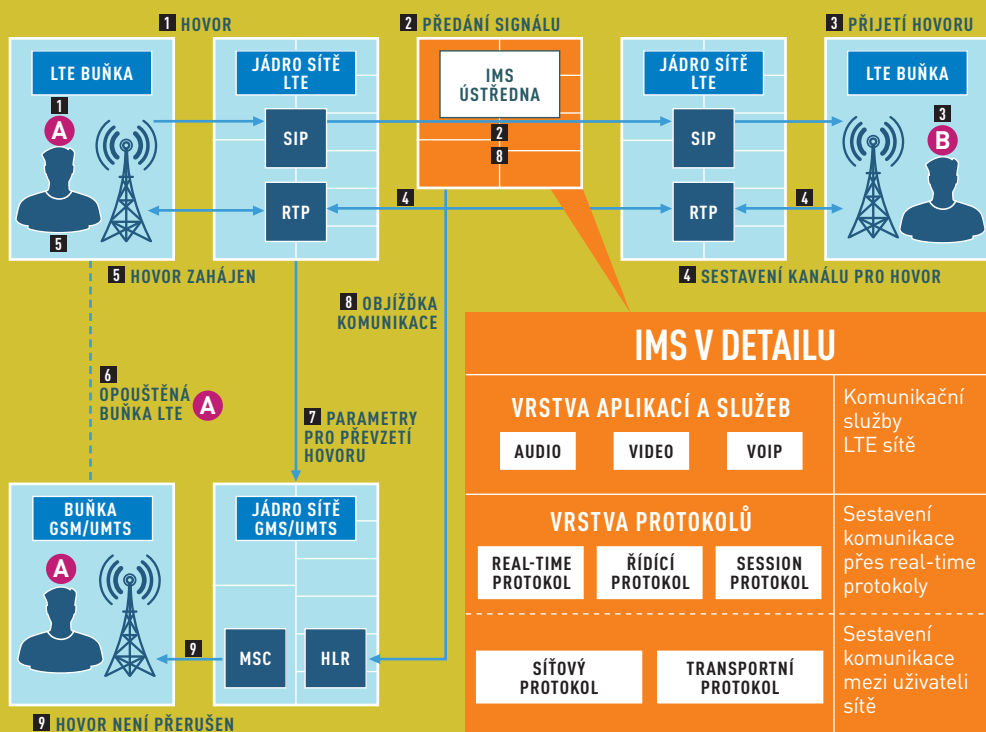 1 HOVOR
2 PŘEDÁNÍ SIGNÁLU
3 PŘIJETÍ HOVORU
LTE BUŇKA
1
A
5
JÁDRO SÍTĚ
LTE
SIP
RTP
IMS
ÚSTŘEDNA
2
8
4
JÁDRO SÍTĚ
LTE
SIP
RTP
4
LTE BUŇKA
3
B
5 HOVOR ZAHÁJEN
4 SESTAVENÍ KANÁLU PRO HOVOR
8 OBJÍŽĎKA
KOMUNIKACE
6
OPOUŠTĚNÁ
BUŇKA LTE
A
7 PARAMETRY
PRO PŘEVZETÍ
HOVORU
BUŇKA
GSM/UMTS
A
9
JÁDRO SÍTĚ
GMS/UMTS
MSC
HLR
9 HOVOR NENÍ PŘERUŠEN
IMS V DETAILU
VRSTVA APLIKACÍ A SLUŽEB
AUDIO
VIDEO
VOIP
Komunikační
služby
LTE sítě
VRSTVA PROTOKOLŮ
REAL-TIME
PROTOKOL
ŘÍDÍCÍ
PROTOKOL
SESSION
PROTOKOL
Sestavení
komunikace
přes real-time
protokoly
SÍŤOVÝ
PROTOKOL
TRANSPORTNÍ
PROTOKOL
Sestavení
komunikace
mezi uživateli
sítě